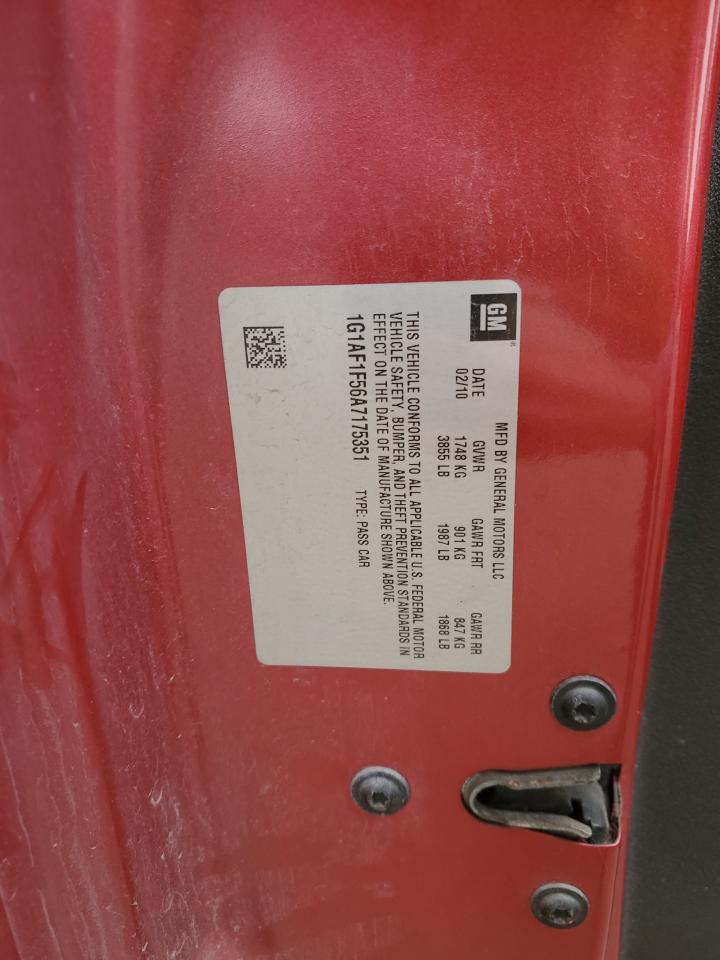 GM
MFD BY GENERAL MOTORS LLC
DATE GVWR GAWR FRT GAWR RR
02/10 1748 KG 901 KG 847 KG
3855 LB 1987 LB 1868 LB
THIS VEHICLE CONFORMS TO ALL APPLICABLE U.S. FEDERAL MOTOR
VEHICLE SAFETY, BUMPER, AND THEFT PREVENTION STANDARDS IN
EFFECT ON THE DATE OF MANUFACTURE SHOWN ABOVE.
1G1AF1F56A7175351 TYPE: PASS CAR